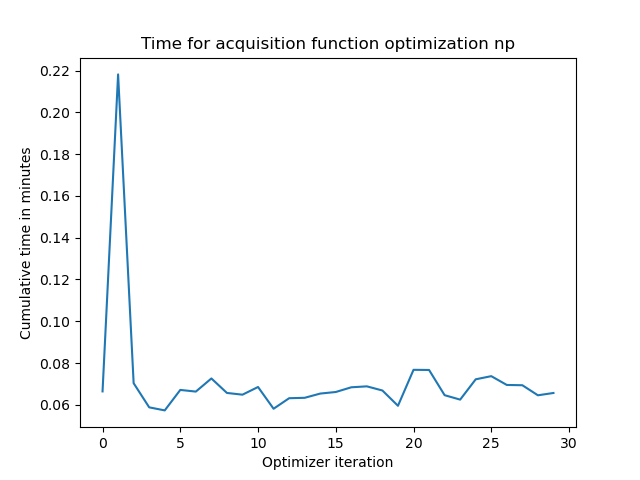 Time for acquisition function optimization np
0.22
0.20
0.18
0.16
0.14
0.12
0.10
0.08
0.06
Cumulative time in minutes
0 5 10 15 20 25 30
Optimizer iteration